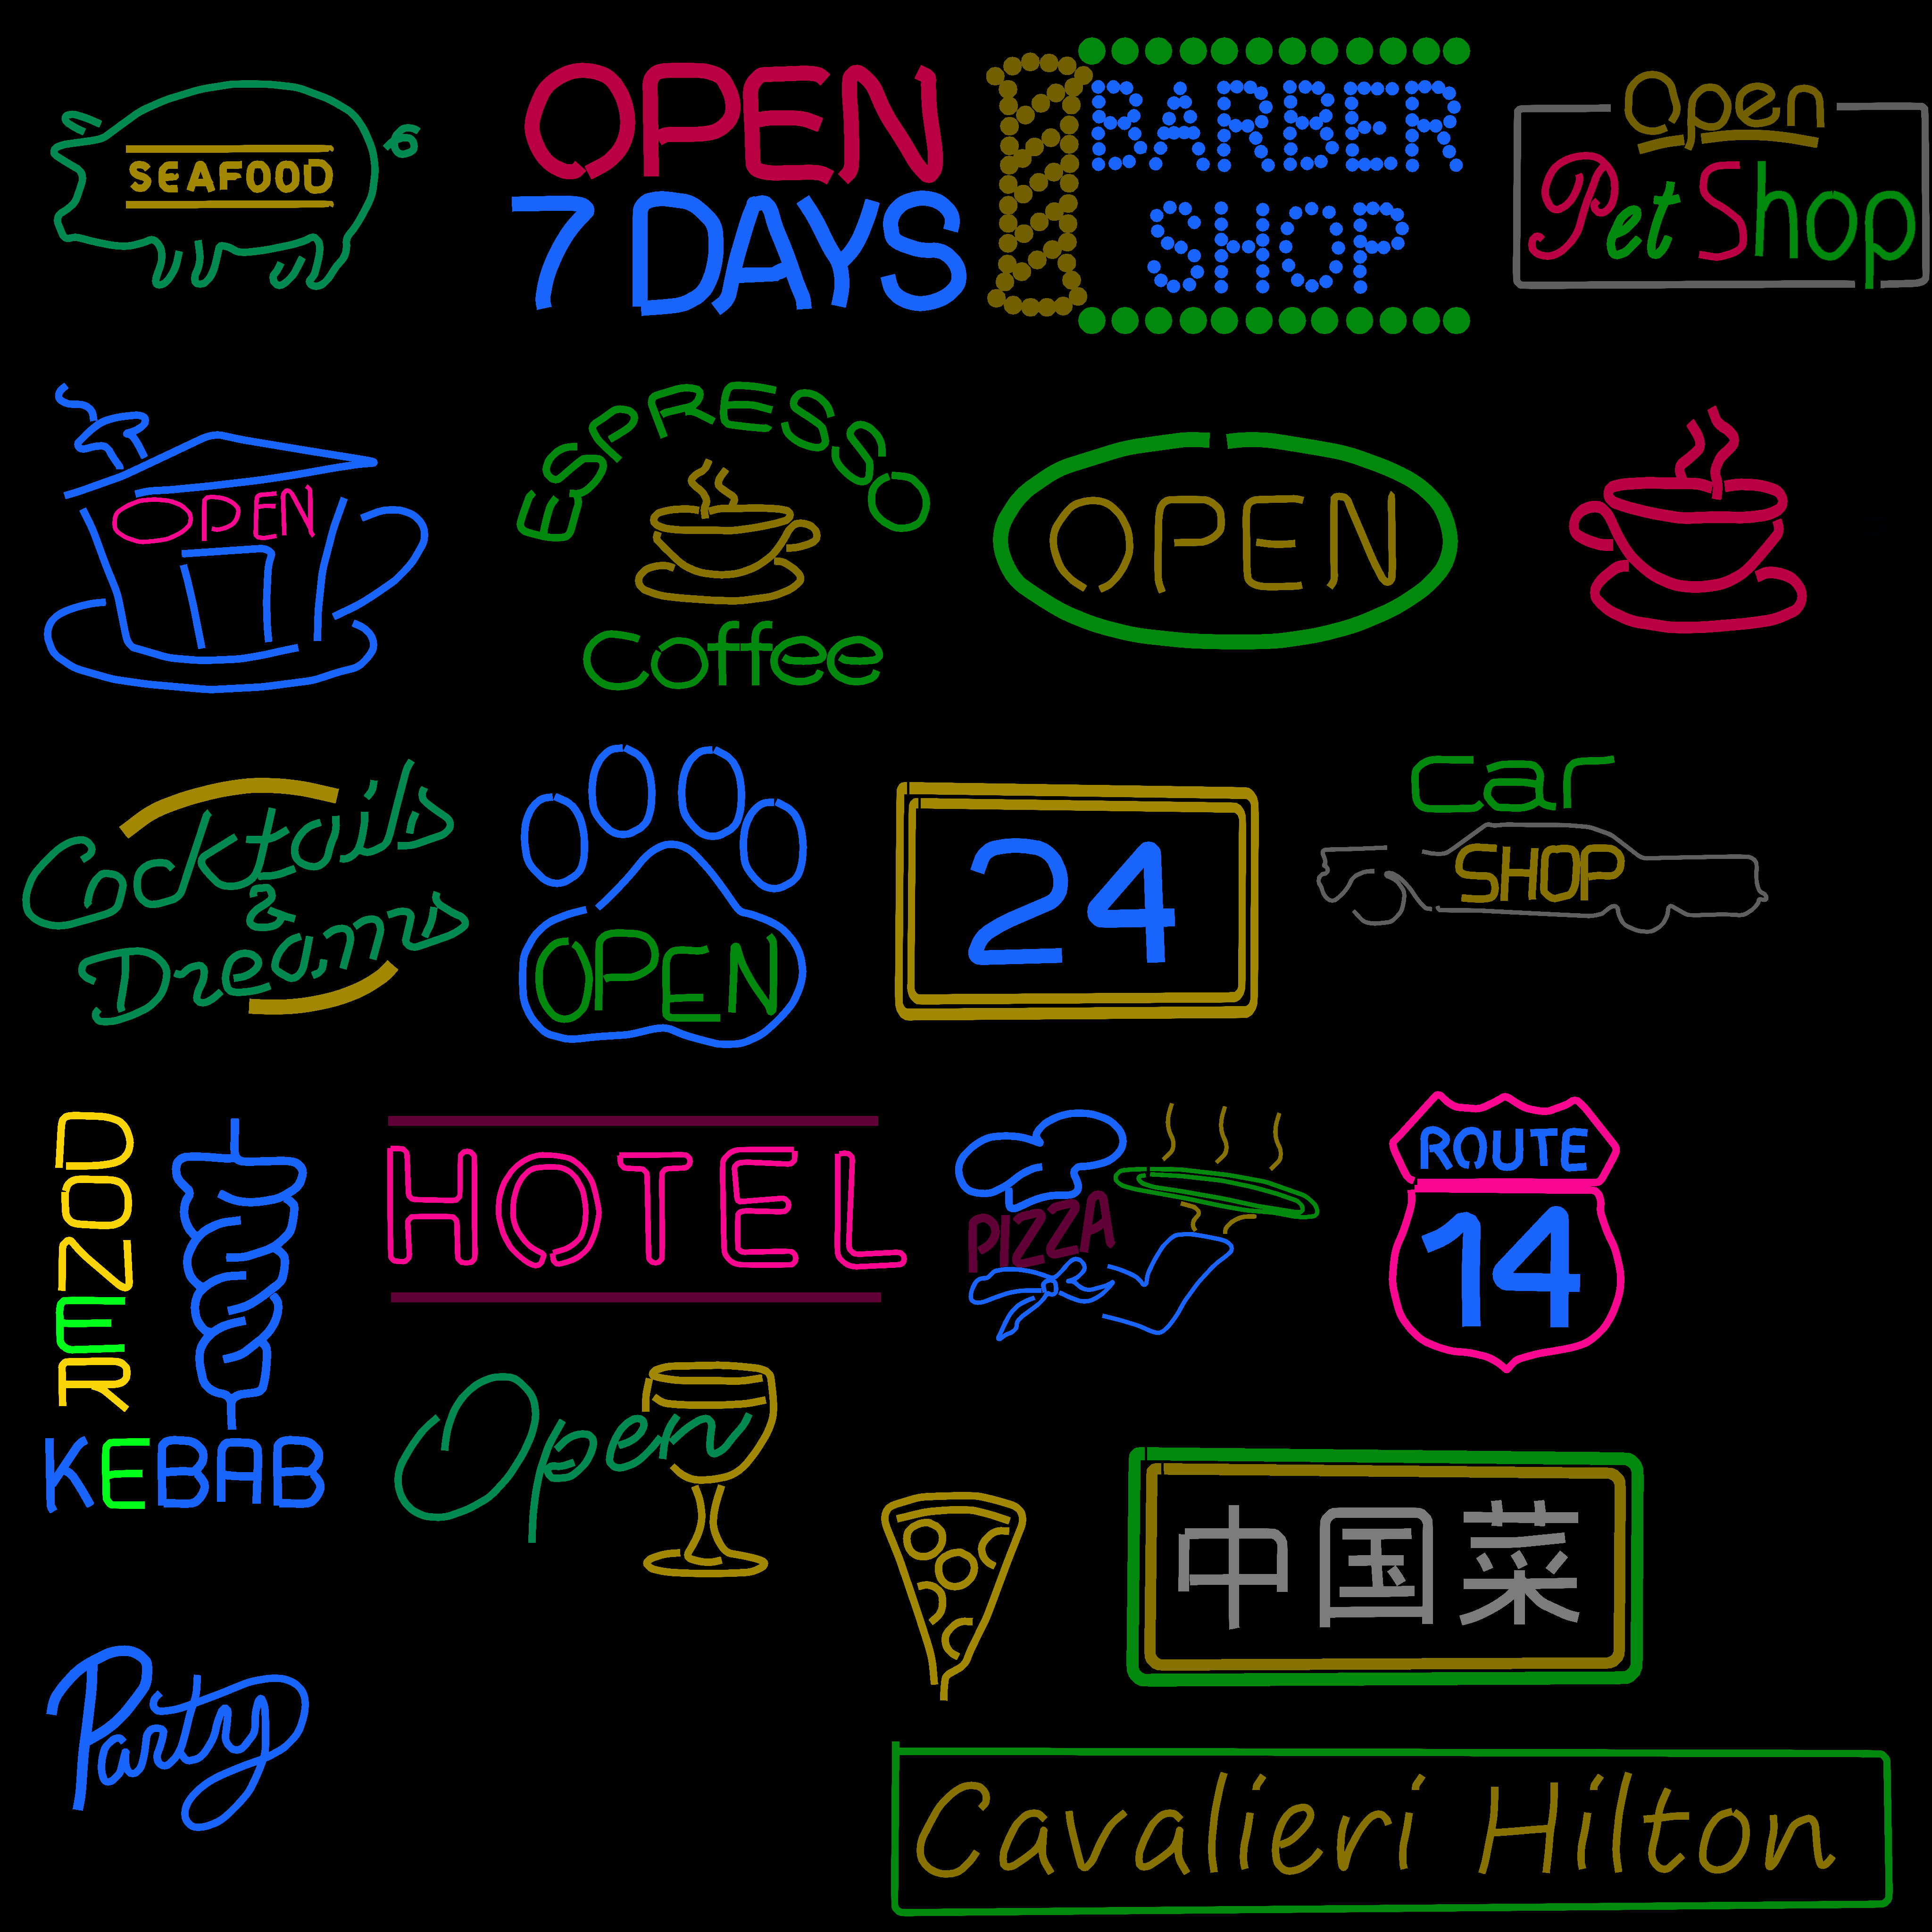 SEAFOOD
OPEN
7 DAYS
BARBER
SHOP
Open
Pet Shop
OPEN
ESPRESSO
Coffee
OPEN
Cocktails
&
Dreams
OPEN
24
Car
SHOP
DONER
KEBAB
HOTEL
PIZZA
ROUTE
14
Open
中国菜
Party
Cavalieri Hilton